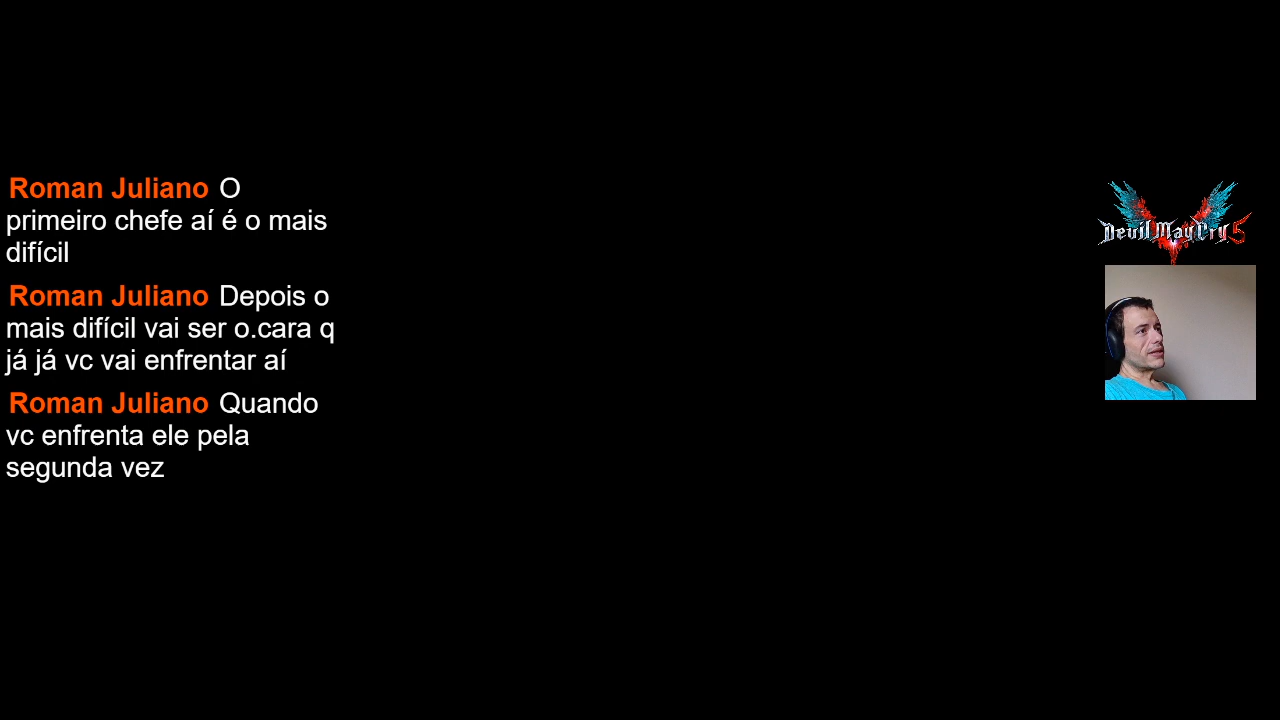 Roman Juliano O
primeiro chefe aí é o mais
difícil
Roman Juliano Depois o
mais difícil vai ser o.cara q
já já vc vai enfrentar aí
Roman Juliano Quando
vc enfrenta ele pela
segunda vez
Devil May Cry 5